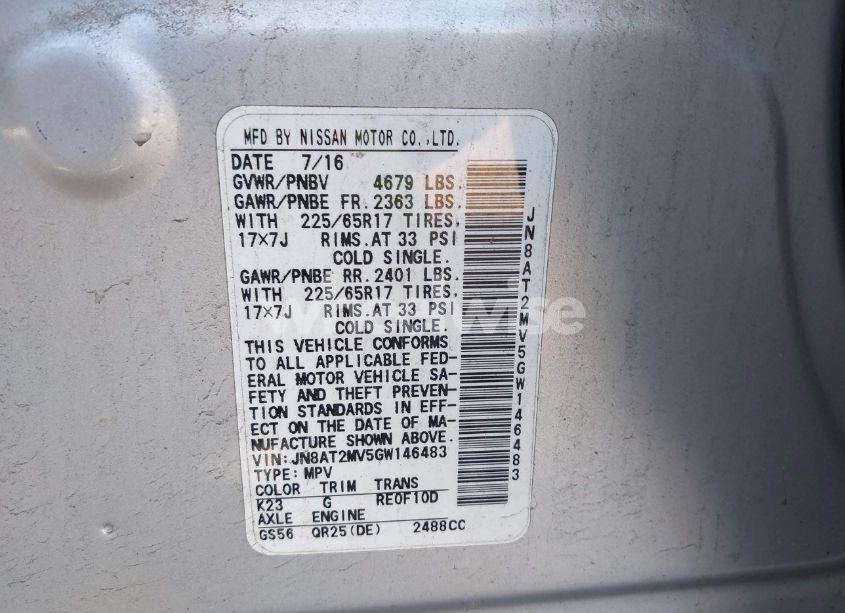 MFD BY NISSAN MOTOR CO.,LTD.
DATE 7/16
GVWR/PNBV 4679 LBS.
GAWR/PNBE FR. 2363 LBS.
WITH 225/65R17 TIRES,
17×7J RIMS.AT 33 PSI
COLD SINGLE.
GAWR/PNBE RR. 2401 LBS.
WITH 225/65R17 TIRES,
17×7J RIMS.AT 33 PSI
COLD SINGLE.
THIS VEHICLE CONFORMS
TO ALL APPLICABLE FED-
ERAL MOTOR VEHICLE SA-
FETY AND THEFT PREVEN-
TION STANDARDS IN EFF-
ECT ON THE DATE OF MA-
NUFACTURE SHOWN ABOVE.
VIN:JN8AT2MV5GW146483
TYPE:MPV
COLOR TRIM TRANS
K23 G RE0F10D
AXLE ENGINE
GS56 QR25(DE) 2488CC
JN8AT2MV5GW146483